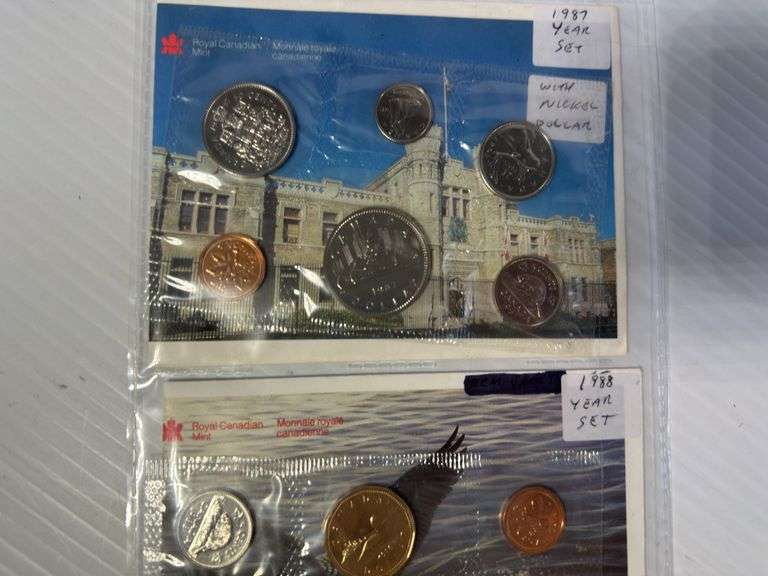 1987
YEAR
SET
Royal Canadian
Mint
Monnaie royale
canadienne
WITH
NICKEL
DOLLAR
1988
YEAR
SET
Royal Canadian
Mint
Monnaie royale
canadienne